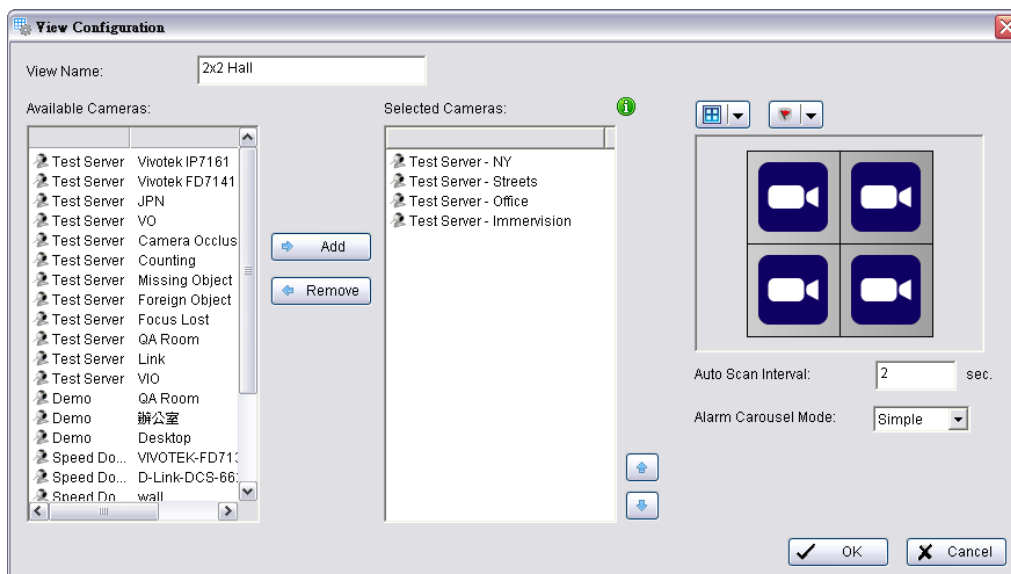 View Configuration
View Name: 2x2 Hall
Available Cameras:
Test Server Vivotek IP7161
Test Server Vivotek FD7141
Test Server JPN
Test Server VO
Test Server Camera Occlus
Test Server Counting
Test Server Missing Object
Test Server Foreign Object
Test Server Focus Lost
Test Server QA Room
Test Server Link
Test Server VIO
Demo QA Room
Demo 辦公室
Demo Desktop
Speed Do... VIVOTEK-FD713
Speed Do... D-Link-DCS-66
Speed Do wall
Add
Remove
Selected Cameras:
Test Server - NY
Test Server - Streets
Test Server - Office
Test Server - Immervision
Auto Scan Interval: 2 sec.
Alarm Carousel Mode: Simple
OK
Cancel